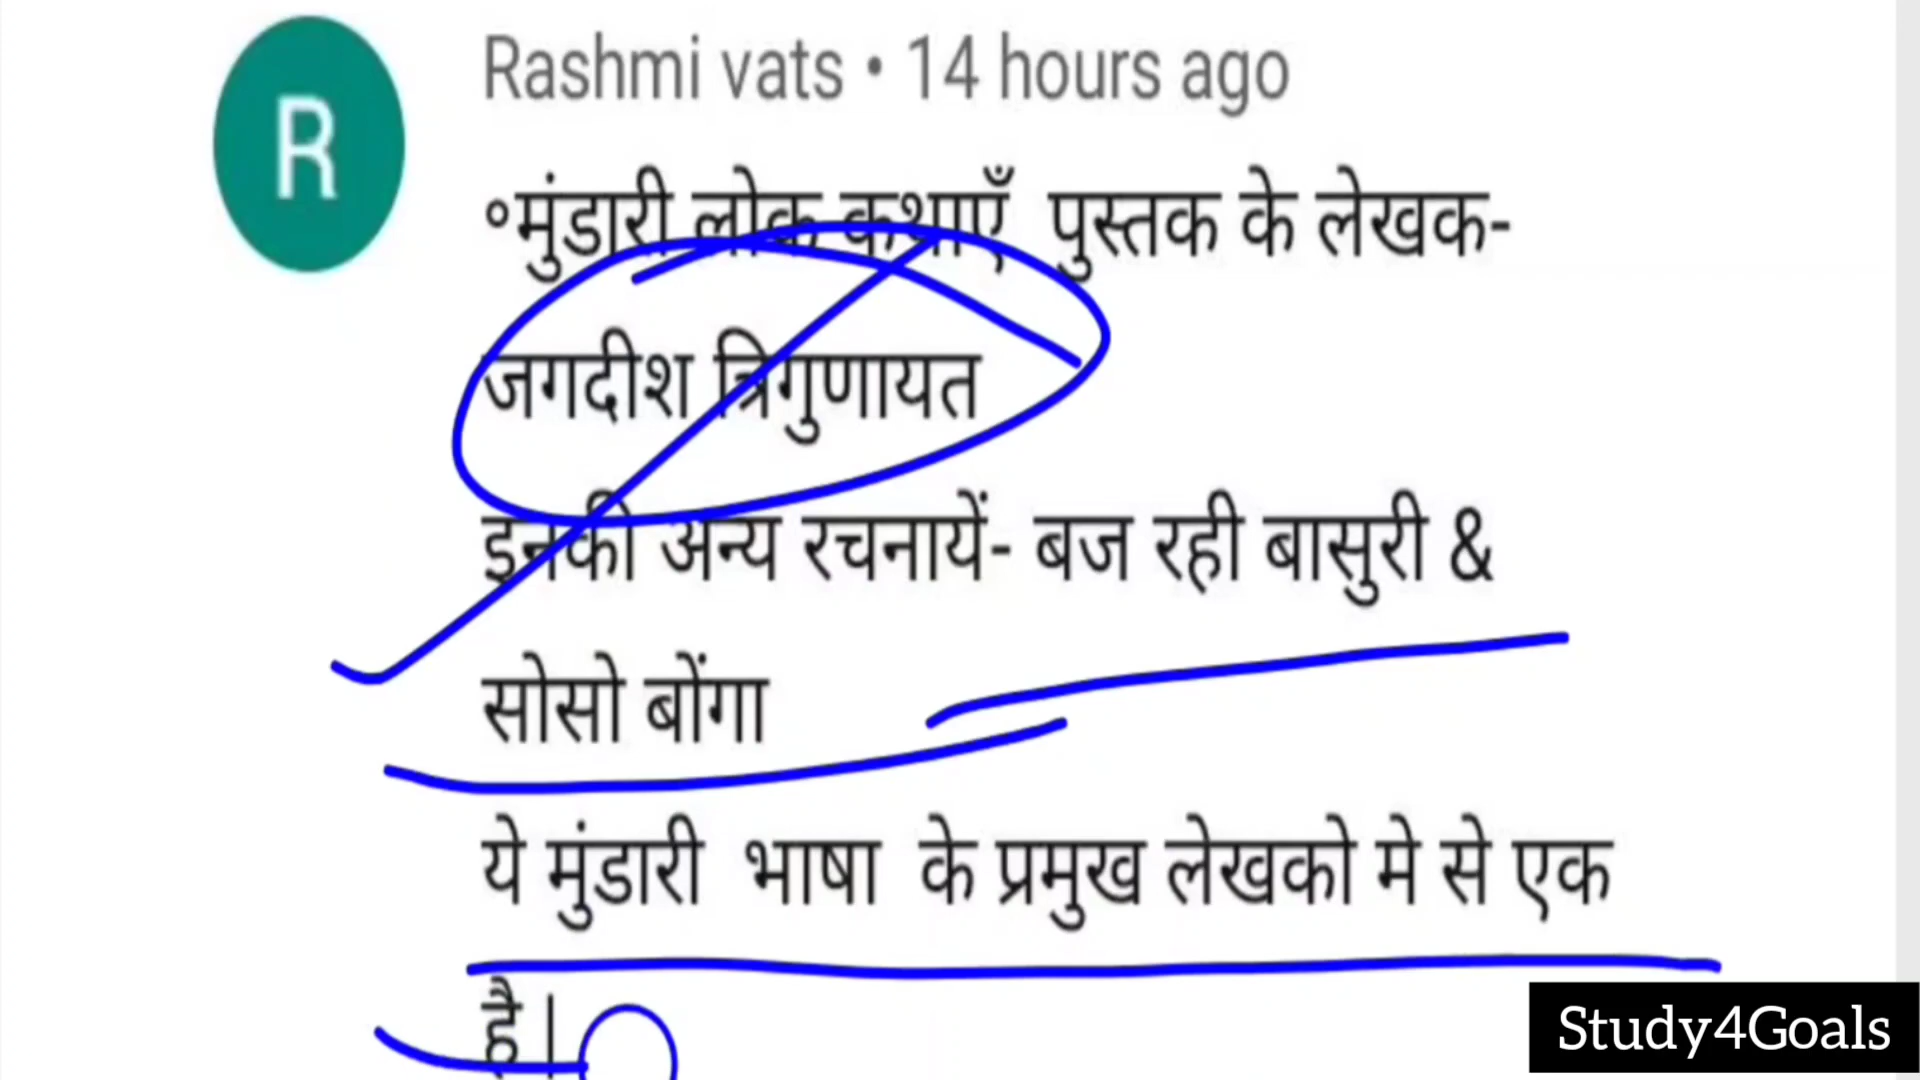 R
Rashmi vats • 14 hours ago
°मुंडारी लोक कथाएँ पुस्तक के लेखक-
जगदीश त्रिगुणायत
इनकी अन्य रचनायें- बज रही बासुरी &
सोसो बोंगा
ये मुंडारी भाषा के प्रमुख लेखको मे से एक
है |
Study4Goals